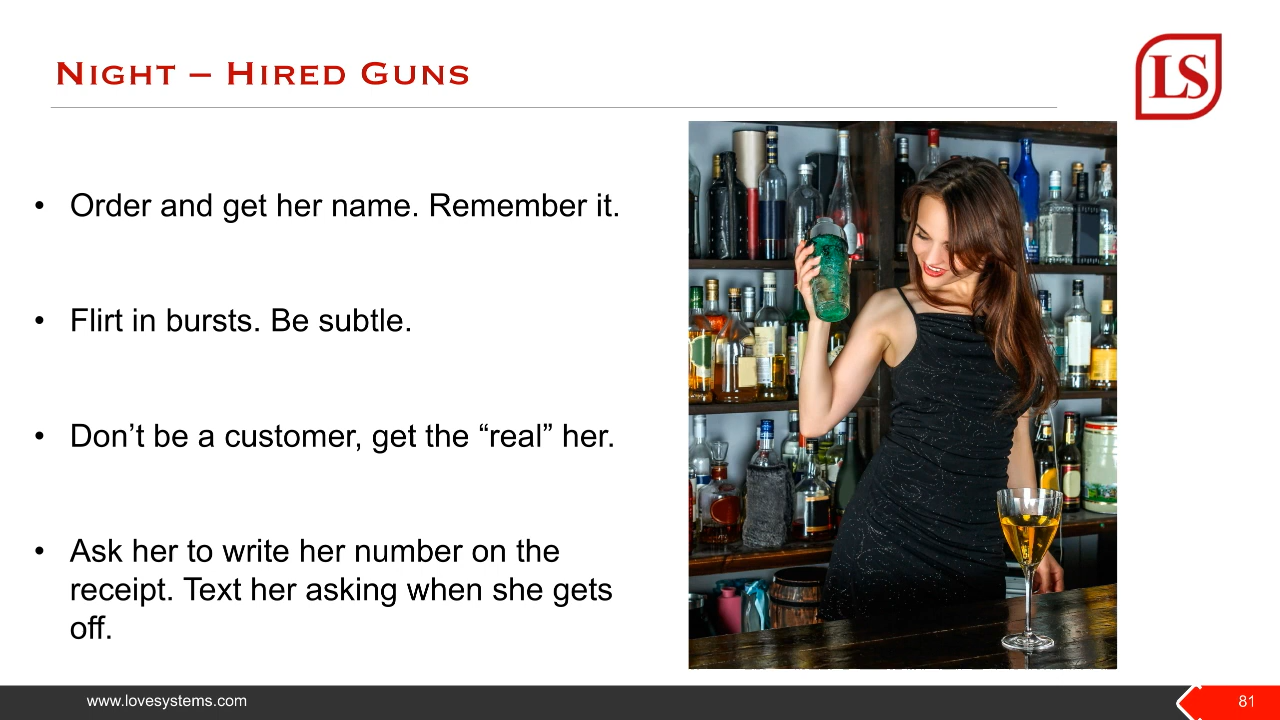 Night – Hired Guns
LS
• Order and get her name. Remember it.
• Flirt in bursts. Be subtle.
• Don’t be a customer, get the “real” her.
• Ask her to write her number on the
receipt. Text her asking when she gets
off.
www.lovesystems.com
81